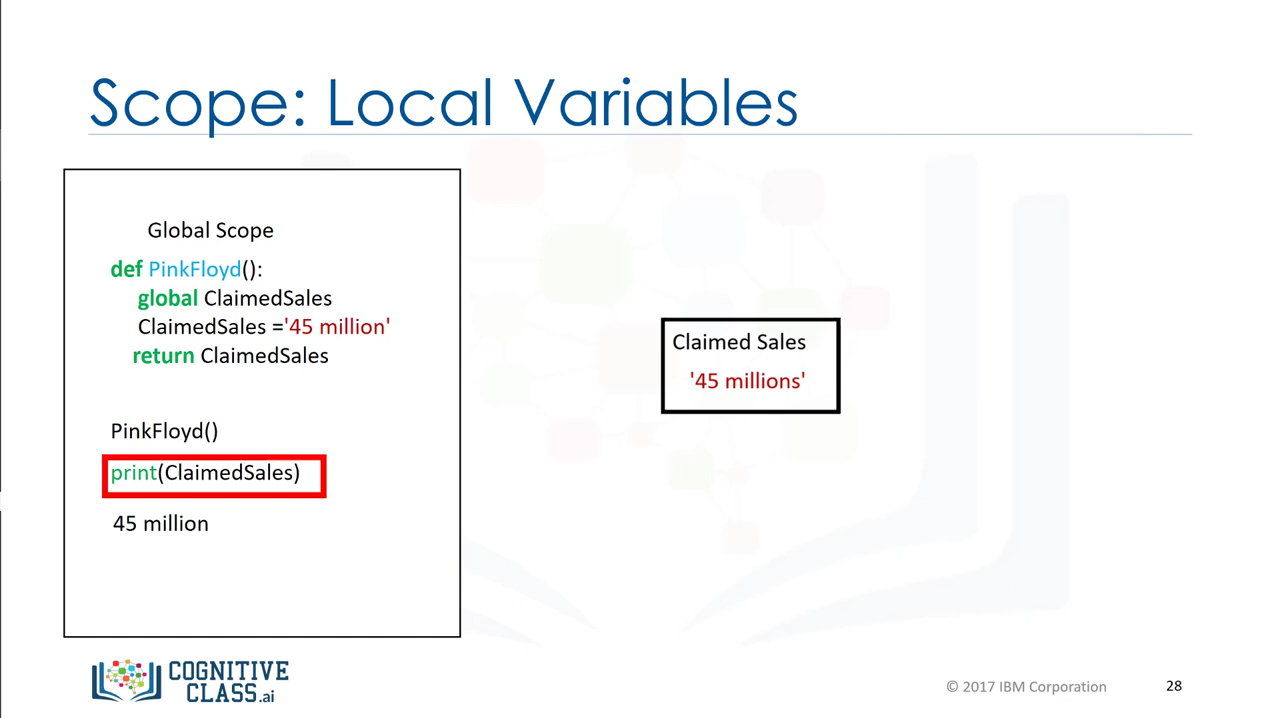 Scope: Local Variables
Global Scope
def PinkFloyd():
global ClaimedSales
ClaimedSales ='45 million'
return ClaimedSales
PinkFloyd()
print(ClaimedSales)
45 million
Claimed Sales
'45 millions'
COGNITIVE
CLASS.ai
© 2017 IBM Corporation
28